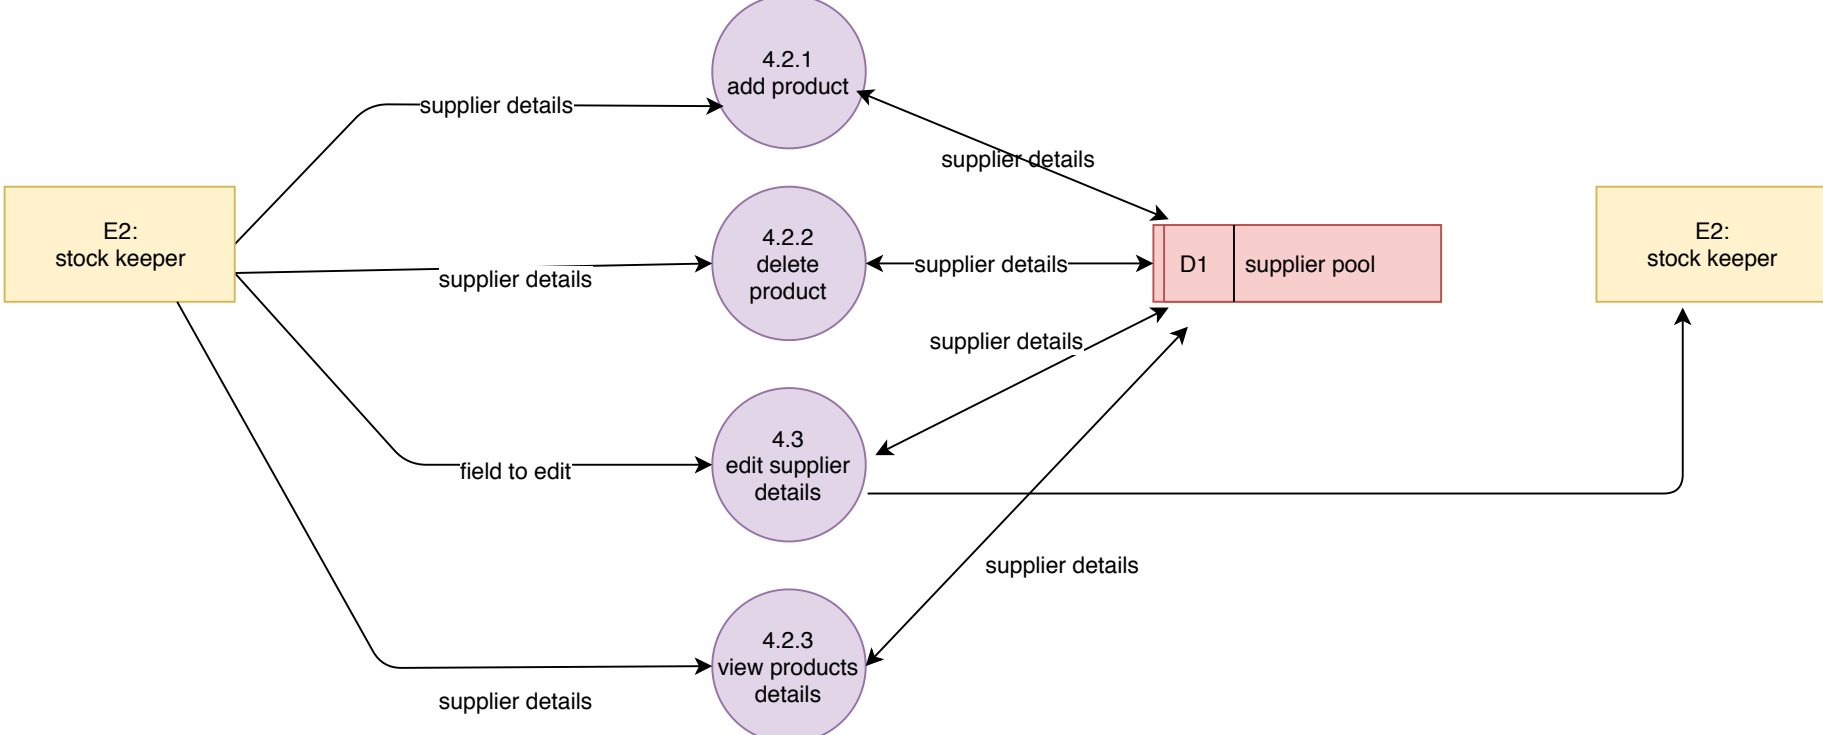 4.2.1
add product
supplier details
supplier details
E2:
stock keeper
4.2.2
delete
product
supplier details
supplier details
D1
supplier pool
E2:
stock keeper
supplier details
4.3
edit supplier
details
field to edit
supplier details
4.2.3
view products
details
supplier details